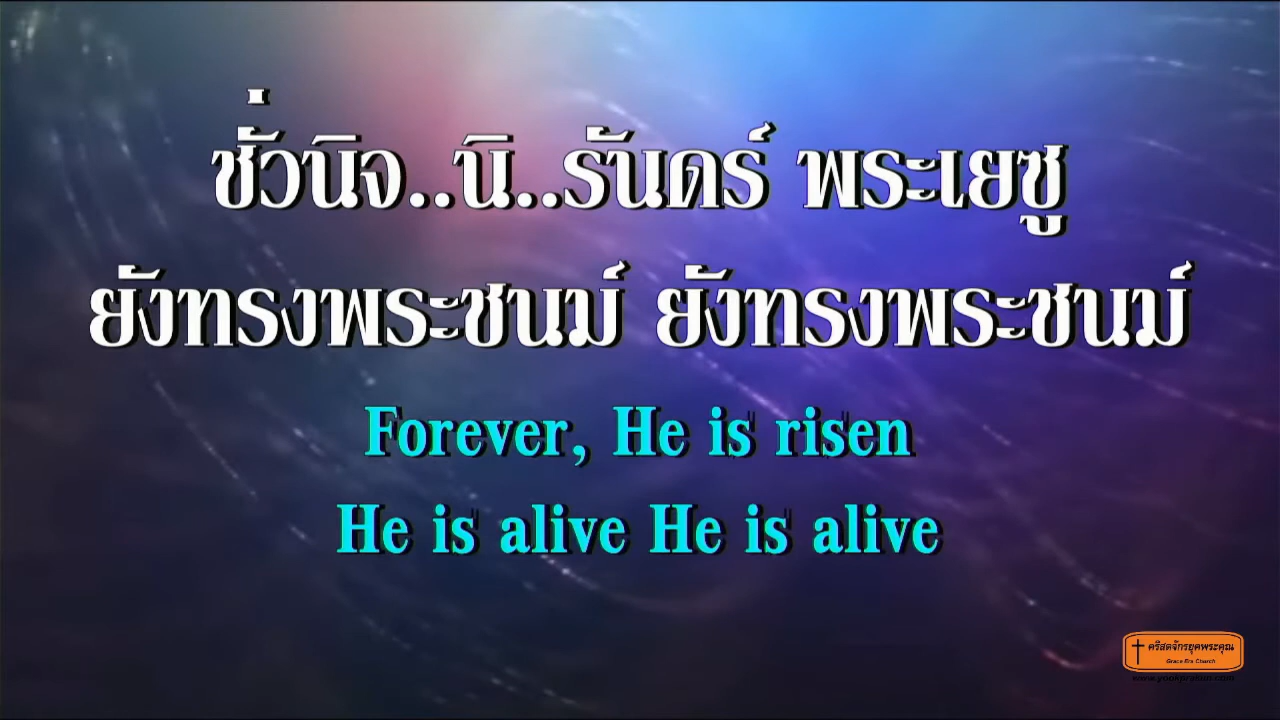 ชั่วนิจ..นิ..รันดร์ พระเยซู
ยังทรงพระชนม์ ยังทรงพระชนม์
Forever, He is risen
He is alive He is alive
คริสตจักรยุคพระคุณ
Grace Era Church